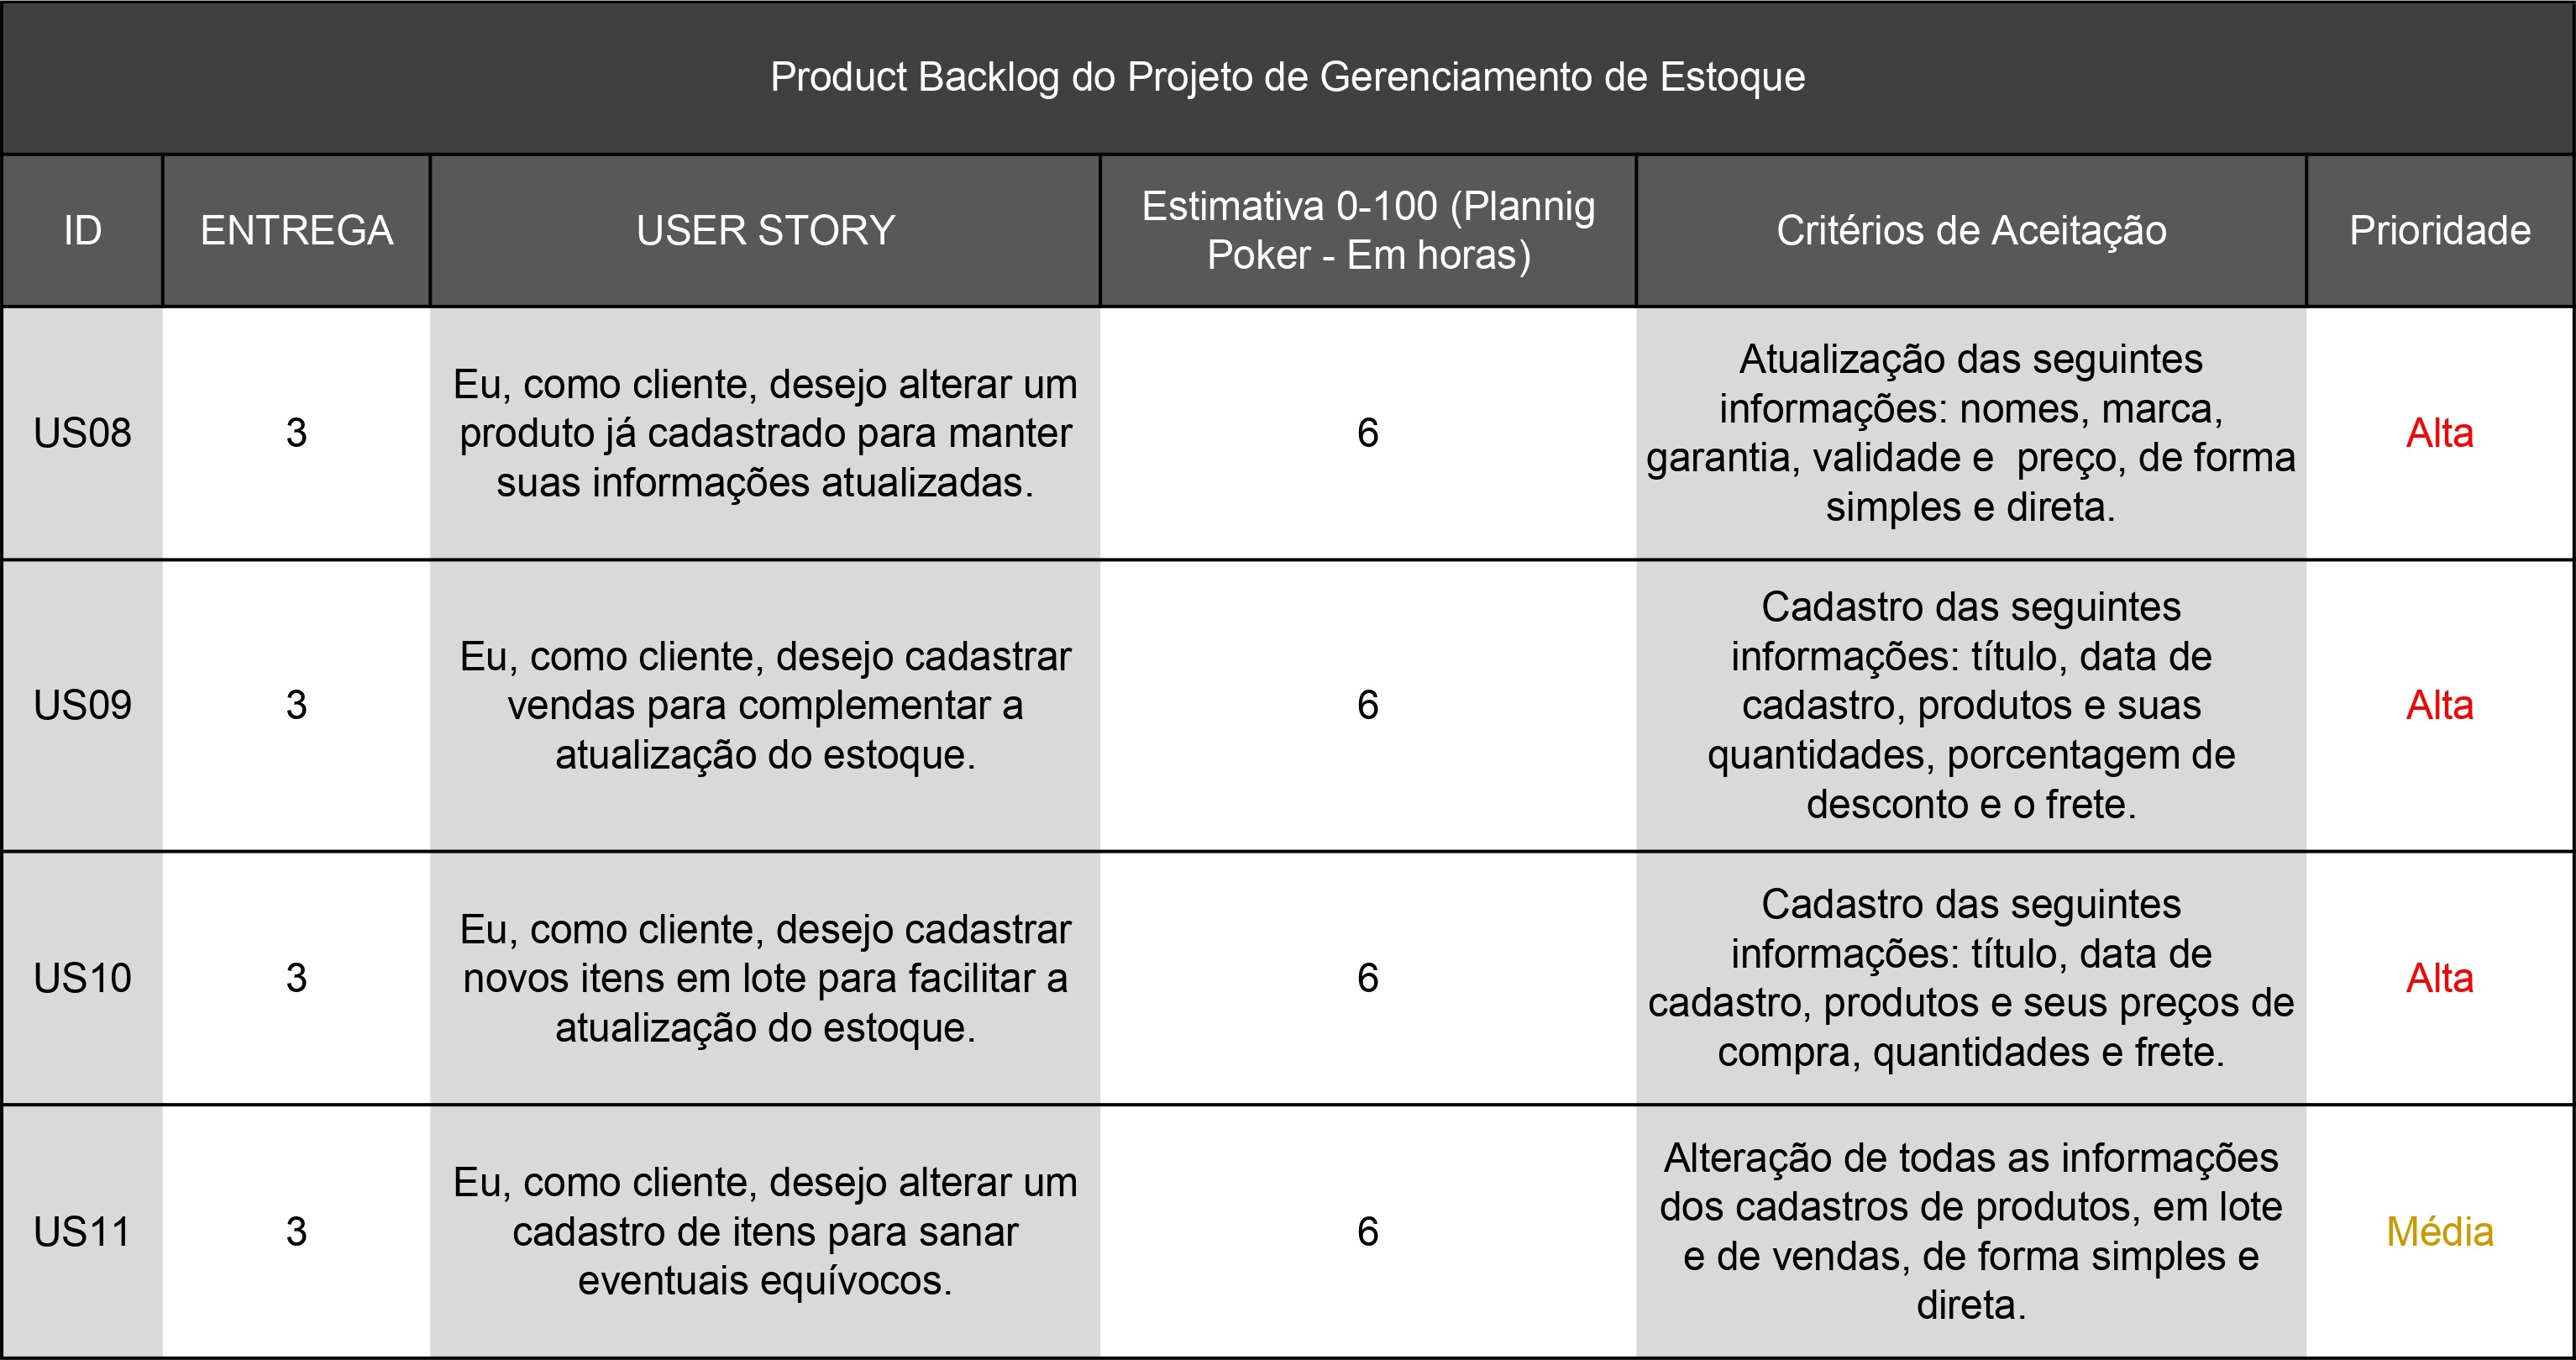 Product Backlog do Projeto de Gerenciamento de Estoque
ID
ENTREGA
USER STORY
Estimativa 0-100 (Plannig
Poker - Em horas)
Critérios de Aceitação
Prioridade
US08
3
Eu, como cliente, desejo alterar um
produto já cadastrado para manter
suas informações atualizadas.
6
Atualização das seguintes
informações: nomes, marca,
garantia, validade e  preço, de forma
simples e direta.
Alta
US09
3
Eu, como cliente, desejo cadastrar
vendas para complementar a
atualização do estoque.
6
Cadastro das seguintes
informações: título, data de
cadastro, produtos e suas
quantidades, porcentagem de
desconto e o frete.
Alta
US10
3
Eu, como cliente, desejo cadastrar
novos itens em lote para facilitar a
atualização do estoque.
6
Cadastro das seguintes
informações: título, data de
cadastro, produtos e seus preços de
compra, quantidades e frete.
Alta
US11
3
Eu, como cliente, desejo alterar um
cadastro de itens para sanar
eventuais equívocos.
6
Alteração de todas as informações
dos cadastros de produtos, em lote
e de vendas, de forma simples e
direta.
Média